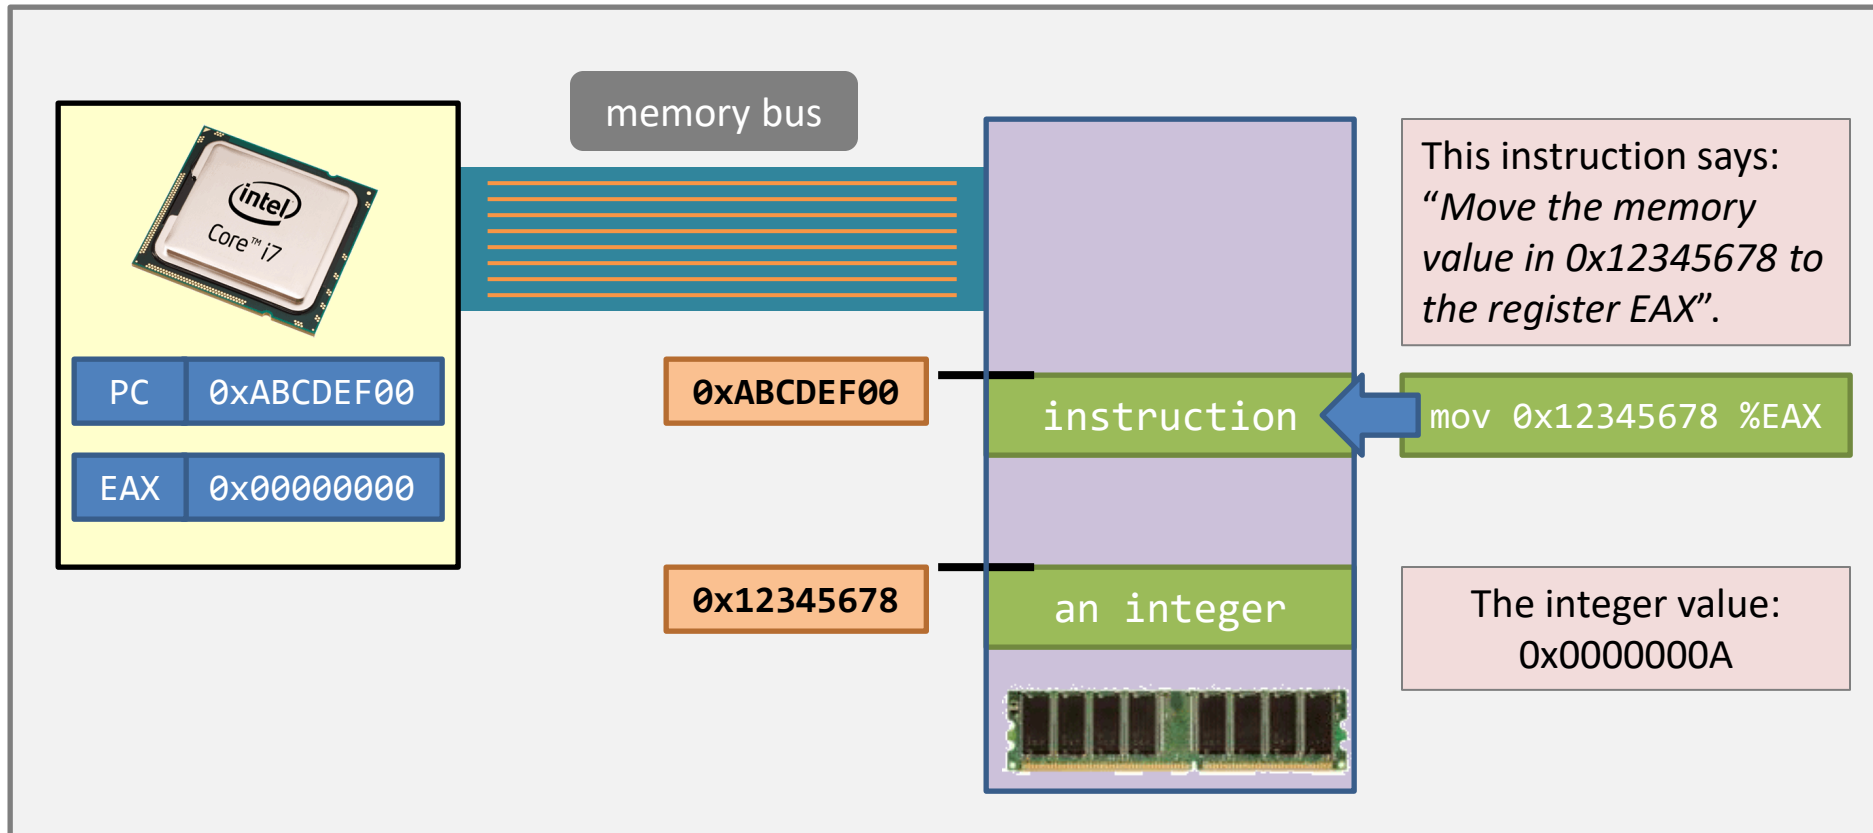 memory bus
intel
Core™ i7
PC 0xABCDEF00
EAX 0x00000000
0xABCDEF00
0x12345678
instruction
an integer
This instruction says:
“Move the memory
value in 0x12345678 to
the register EAX”.
mov 0x12345678 %EAX
The integer value:
0x0000000A